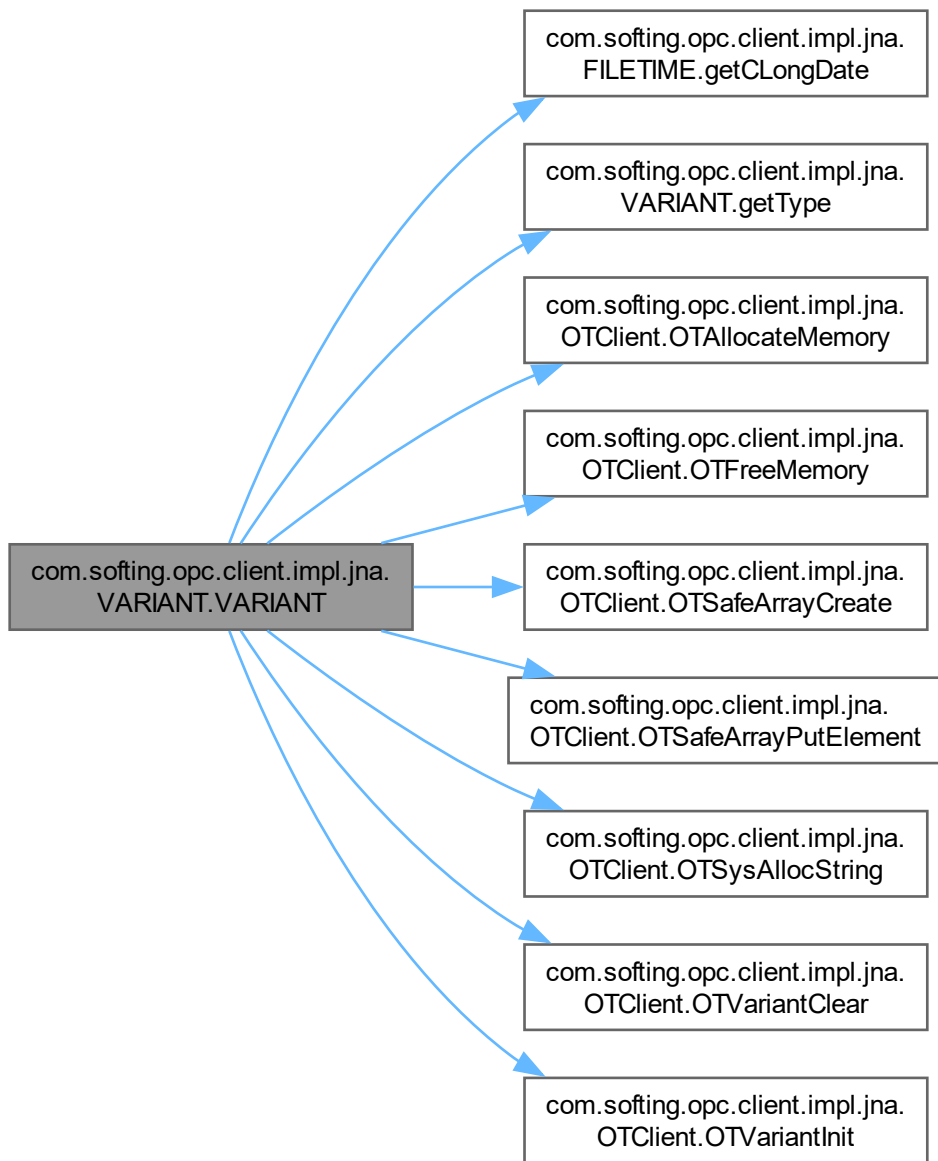 com.softing.opc.client.impl.jna.
FILETIME.getCLongDate
com.softing.opc.client.impl.jna.
VARIANT.getType
com.softing.opc.client.impl.jna.
OTClient.OTAllocateMemory
com.softing.opc.client.impl.jna.
OTClient.OTFreeMemory
com.softing.opc.client.impl.jna.
VARIANT.VARIANT
com.softing.opc.client.impl.jna.
OTClient.OTSafeArrayCreate
com.softing.opc.client.impl.jna.
OTClient.OTSafeArrayPutElement
com.softing.opc.client.impl.jna.
OTClient.OTSysAllocString
com.softing.opc.client.impl.jna.
OTClient.OTVariantClear
com.softing.opc.client.impl.jna.
OTClient.OTVariantInit